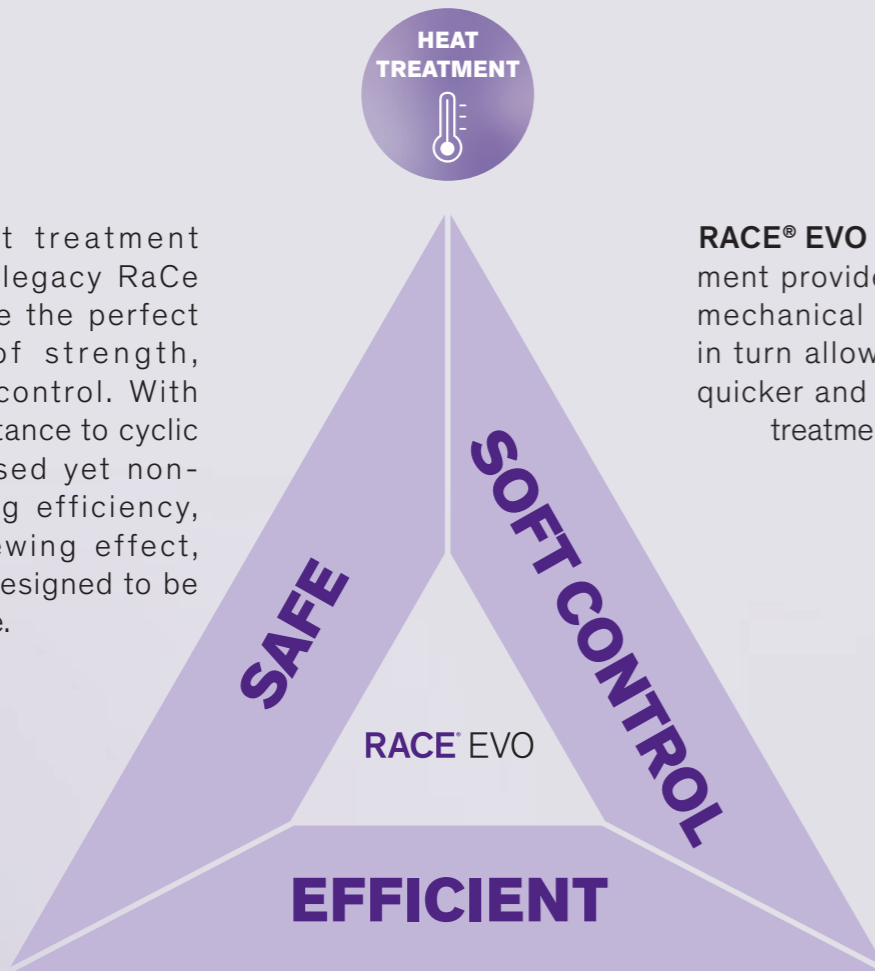 HEAT
TREATMENT
t treatment
legacy RaCe
e the perfect
of strength,
control. With
tance to cyclic
sed yet non-
g efficiency,
ewing effect,
esigned to be
e.
RACE® EVO
ment provide
mechanical
in turn allow
quicker and
treatme
SAFE
SOFT CONTROL
RACE® EVO
EFFICIENT